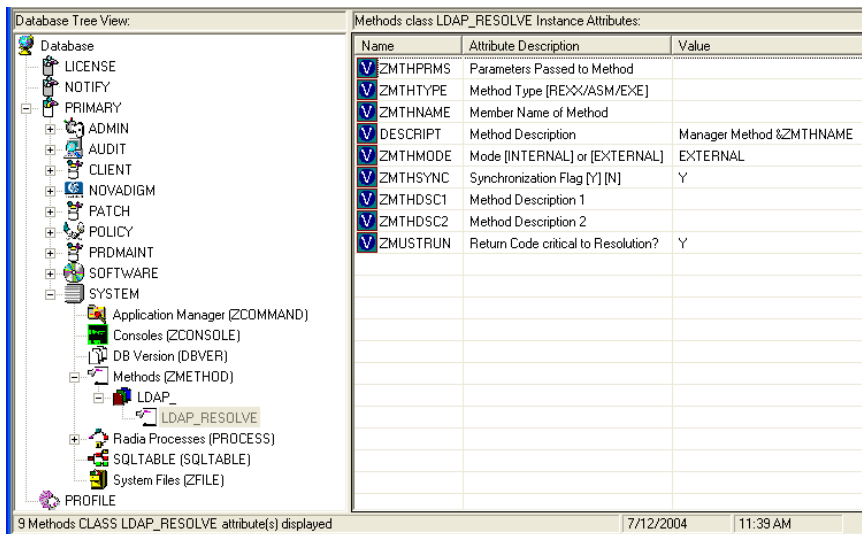 Database Tree View:
Database
LICENSE
NOTIFY
PRIMARY
ADMIN
AUDIT
CLIENT
NOVADIGM
PATCH
POLICY
PRDMAINT
SOFTWARE
SYSTEM
Application Manager (ZCOMMAND)
Consoles (ZCONSOLE)
DB Version (DBVER)
Methods (ZMETHOD)
LDAP_
LDAP_RESOLVE
Radia Processes (PROCESS)
SQLTABLE (SQLTABLE)
System Files (ZFILE)
PROFILE
Methods class LDAP_RESOLVE Instance Attributes:
Name Attribute Description Value
V ZMTHPRMS Parameters Passed to Method
V ZMTHTYPE Method Type [REXX/ASM/EXE]
V ZMTHNAME Member Name of Method
V DESCRIPT Method Description Manager Method &ZMTHNAME
V ZMTHMODE Mode [INTERNAL] or [EXTERNAL] EXTERNAL
V ZMTHSYNC Synchronization Flag [Y] [N] Y
V ZMTHDSC1 Method Description 1
V ZMTHDSC2 Method Description 2
V ZMUSTRUN Return Code critical to Resolution? Y
9 Methods CLASS LDAP_RESOLVE attribute(s) displayed 7/12/2004 11:39 AM